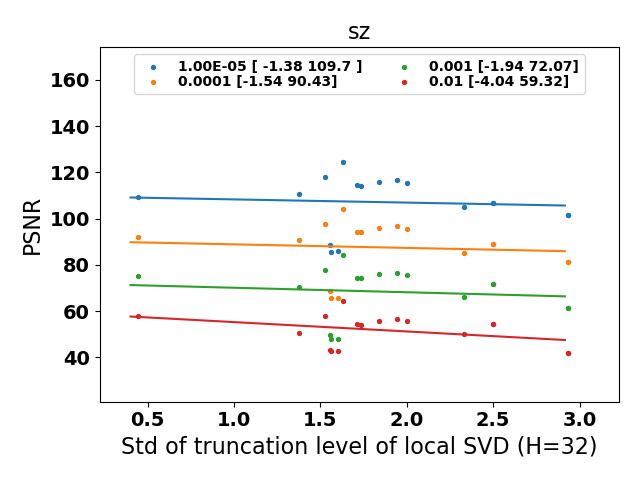 sz
1.00E-05 [ -1.38 109.7 ]
0.0001 [-1.54 90.43]
0.001 [-1.94 72.07]
0.01 [-4.04 59.32]
PSNR
160
140
120
100
80
60
40
0.5 1.0 1.5 2.0 2.5 3.0
Std of truncation level of local SVD (H=32)